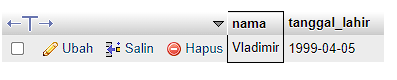 nama tanggal_lahir
Ubah Salin Hapus Vladimir 1999-04-05